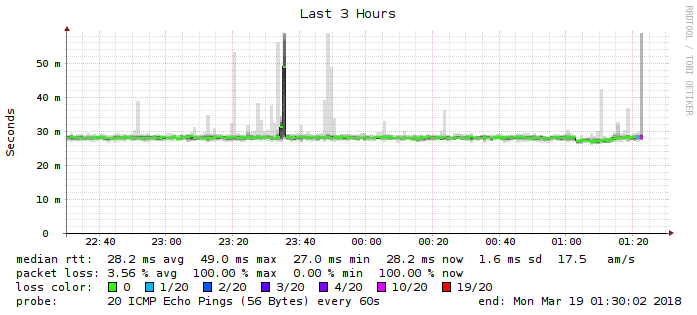 Last 3 Hours
RRDTOOL / TOBI OETIKER
Seconds
50 m
40 m
30 m
20 m
10 m
0
22:40 23:00 23:20 23:40 00:00 00:20 00:40 01:00 01:20
median rtt: 28.2 ms avg 49.0 ms max 27.0 ms min 28.2 ms now 1.6 ms sd 17.5 am/s
packet loss: 3.56 % avg 100.00 % max 0.00 % min 100.00 % now
loss color: 0 1/20 2/20 3/20 4/20 10/20 19/20
probe: 20 ICMP Echo Pings (56 Bytes) every 60s end: Mon Mar 19 01:30:02 2018